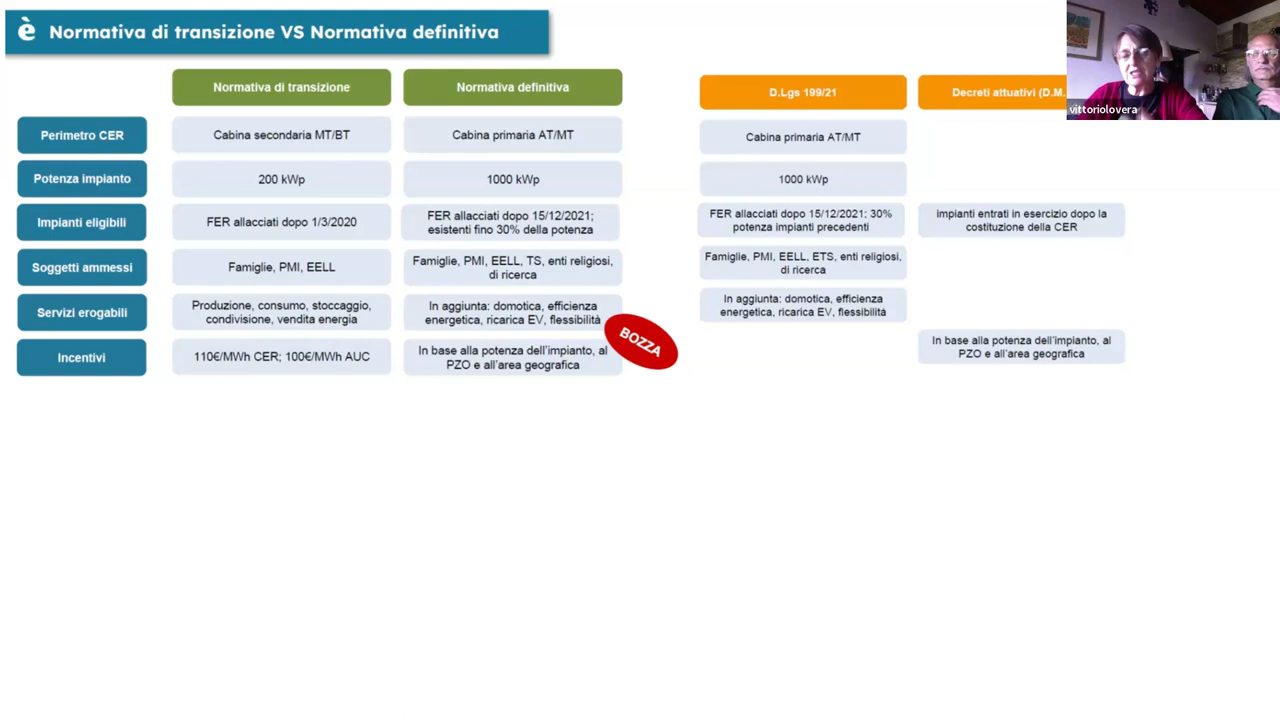 è Normativa di transizione VS Normativa definitiva
Normativa di transizione
Normativa definitiva
D.Lgs 199/21
Decreti attuativi (D.M.
vittoriolovera
Perimetro CER
Cabina secondaria MT/BT
Cabina primaria AT/MT
Cabina primaria AT/MT
Potenza impianto
200 kWp
1000 kWp
1000 kWp
Impianti eligibili
FER allacciati dopo 1/3/2020
FER allacciati dopo 15/12/2021;
esistenti fino 30% della potenza
FER allacciati dopo 15/12/2021; 30%
potenza impianti precedenti
impianti entrati in esercizio dopo la
costituzione della CER
Soggetti ammessi
Famiglie, PMI, EELL
Famiglie, PMI, EELL, TS, enti religiosi,
di ricerca
Famiglie, PMI, EELL, ETS, enti religiosi,
di ricerca
Servizi erogabili
Produzione, consumo, stoccaggio,
condivisione, vendita energia
In aggiunta: domotica, efficienza
energetica, ricarica EV, flessibilità
In aggiunta: domotica, efficienza
energetica, ricarica EV, flessibilità
BOZZA
Incentivi
110€/MWh CER; 100€/MWh AUC
In base alla potenza dell'impianto, al
PZO e all'area geografica
In base alla potenza dell'impianto, al
PZO e all'area geografica